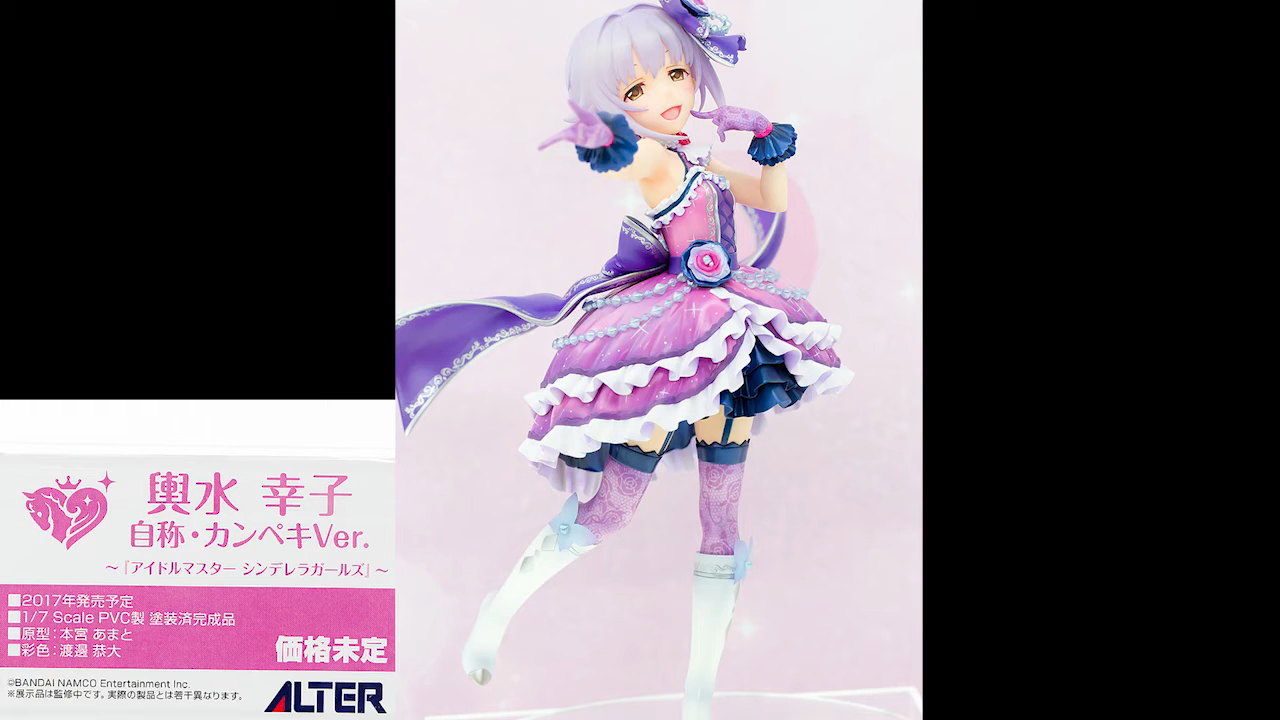 輿水 幸子
自称・カンペキVer.
～『アイドルマスター シンデレラガールズ』～
■2017年発売予定
■1/7 Scale PVC製 塗装済完成品
■原型：本宮 あまと
■彩色：渡邊 恭大
価格未定
©BANDAI NAMCO Entertainment Inc.
※展示品は監修中です。実際の製品とは若干異なります。
ALTER